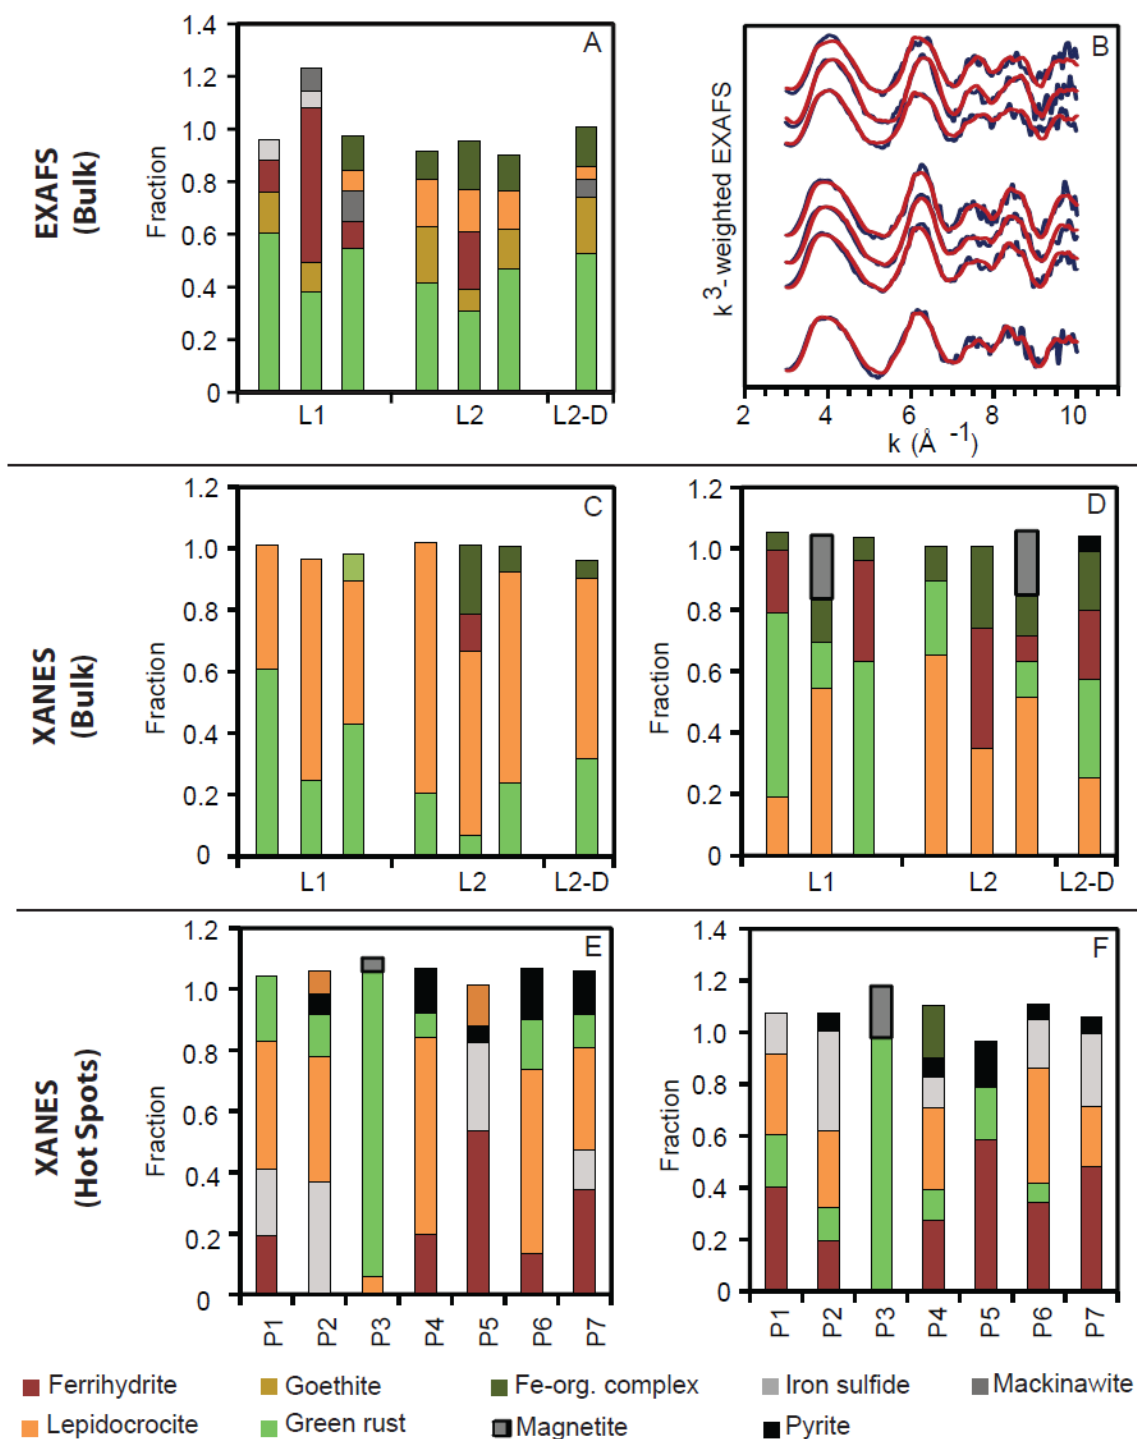 EXAFS
(Bulk)
Fraction
1.4
1.2
1.0
0.8
0.6
0.4
0.2
0
A
L1
L2
L2-D
k3-weighted EXAFS
B
2
4
6
8
10
k (Å -1)
XANES
(Bulk)
Fraction
1.2
1.0
0.8
0.6
0.4
0.2
0
C
L1
L2
L2-D
Fraction
1.2
1.0
0.8
0.6
0.4
0.2
0
D
L1
L2
L2-D
XANES
(Hot Spots)
Fraction
1.2
1.0
0.8
0.6
0.4
0.2
0
E
P1
P2
P3
P4
P5
P6
P7
Fraction
1.4
1.2
1.0
0.8
0.6
0.4
0.2
0
F
P1
P2
P3
P4
P5
P6
P7
Ferrihydrite
Goethite
Fe-org. complex
Iron sulfide
Mackinawite
Lepidocrocite
Green rust
Magnetite
Pyrite